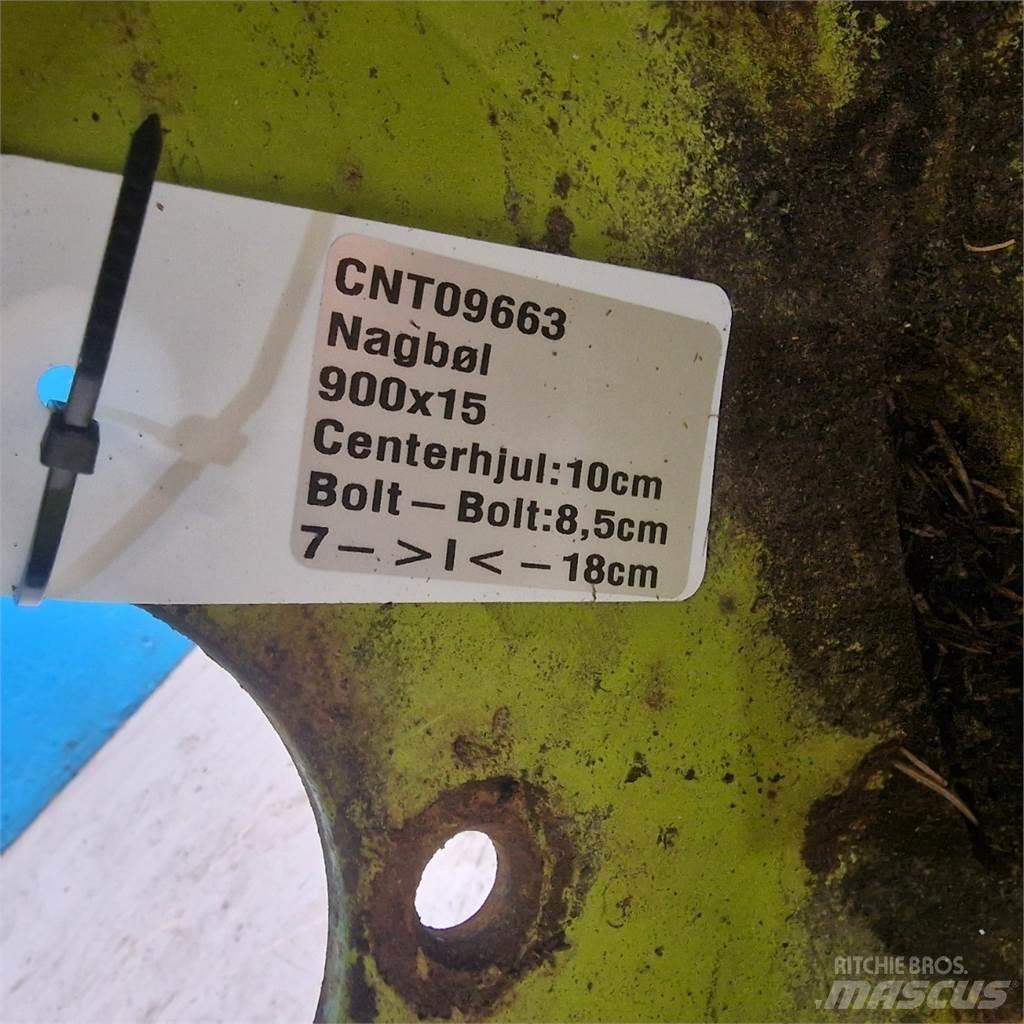 CNT09663
Nagbøl
900x15
Centerhjul:10cm
Bolt – Bolt:8,5cm
7– >I< –18cm
RITCHIE BROS.
MASCUS